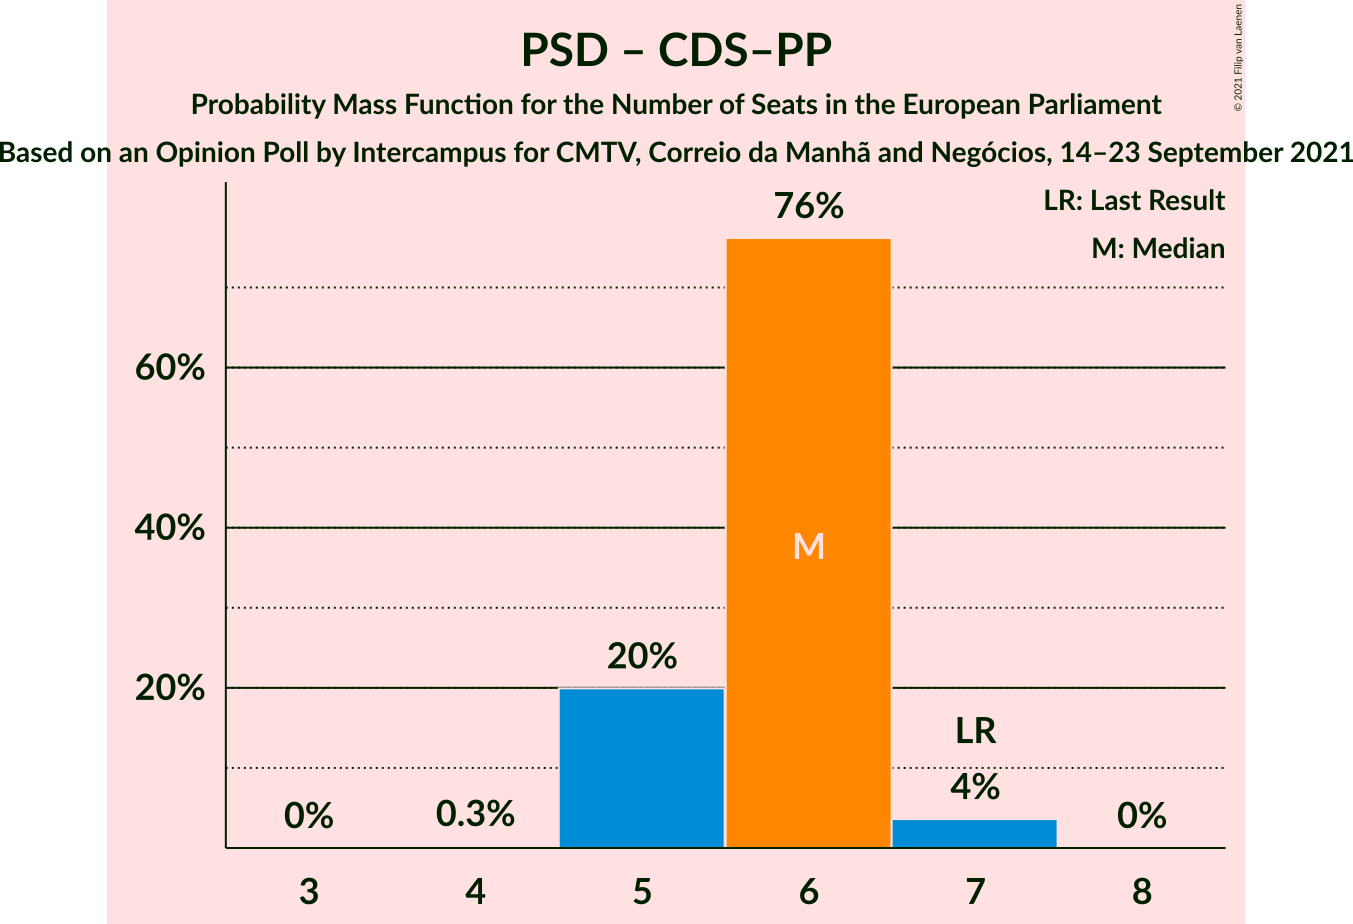 PSD – CDS–PP
Probability Mass Function for the Number of Seats in the European Parliament
Based on an Opinion Poll by Intercampus for CMTV, Correio da Manhã and Negócios, 14–23 September 2021
© 2021 Filip van Laenen
LR: Last Result
M: Median
76%
60%
40%
M
20%
20%
LR
4%
0%
0.3%
0%
3 4 5 6 7 8